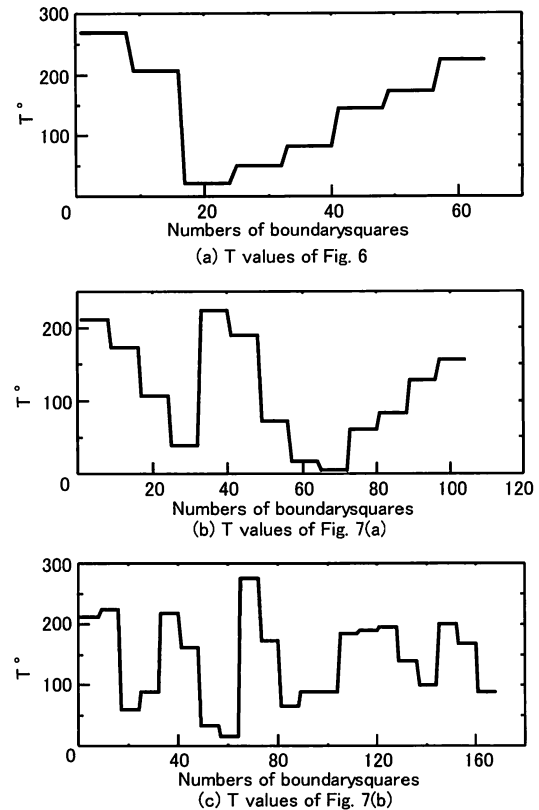 300
200
100
0
T°
20
40
60
Numbers of boundarysquares
(a) T values of Fig. 6
200
100
0
T°
20
40
60
80
100
120
Numbers of boundarysquares
(b) T values of Fig. 7(a)
300
200
100
0
T°
40
80
120
160
Numbers of boundarysquares
(c) T values of Fig. 7(b)